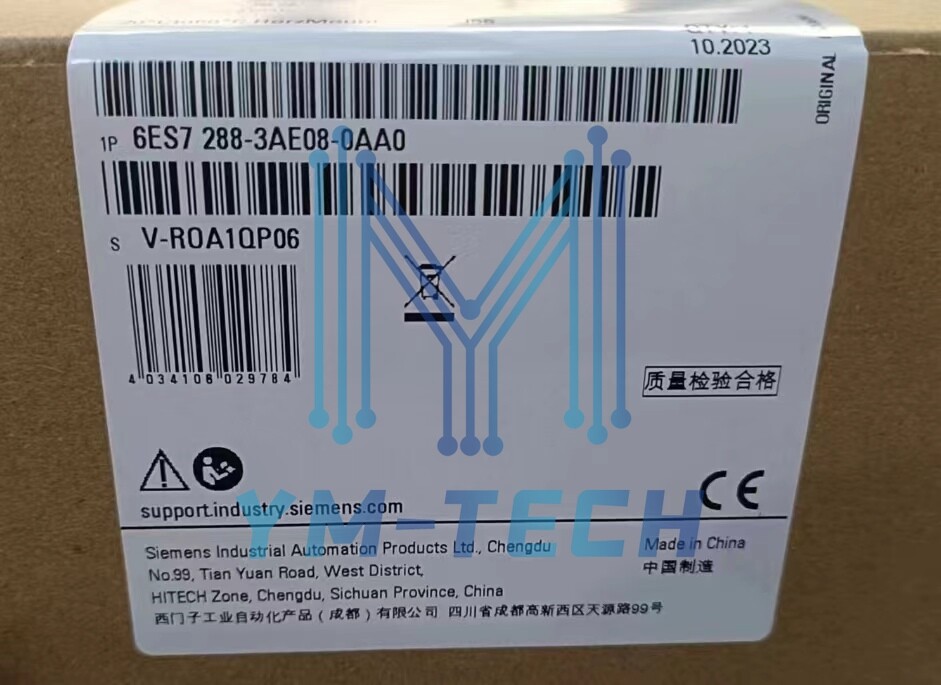 10.2023
ORIGINAL
1P 6ES7 288-3AE08-0AA0
S V-R0A1QP06
4 034106 029784
质量检验合格
CE
YM-TECH
support.industry.siemens.com
Siemens Industrial Automation Products Ltd., Chengdu
Made in China
No.99, Tian Yuan Road, West District,
中国制造
HITECH Zone, Chengdu, Sichuan Province, China
西门子工业自动化产品（成都）有限公司 四川省成都高新西区天源路99号